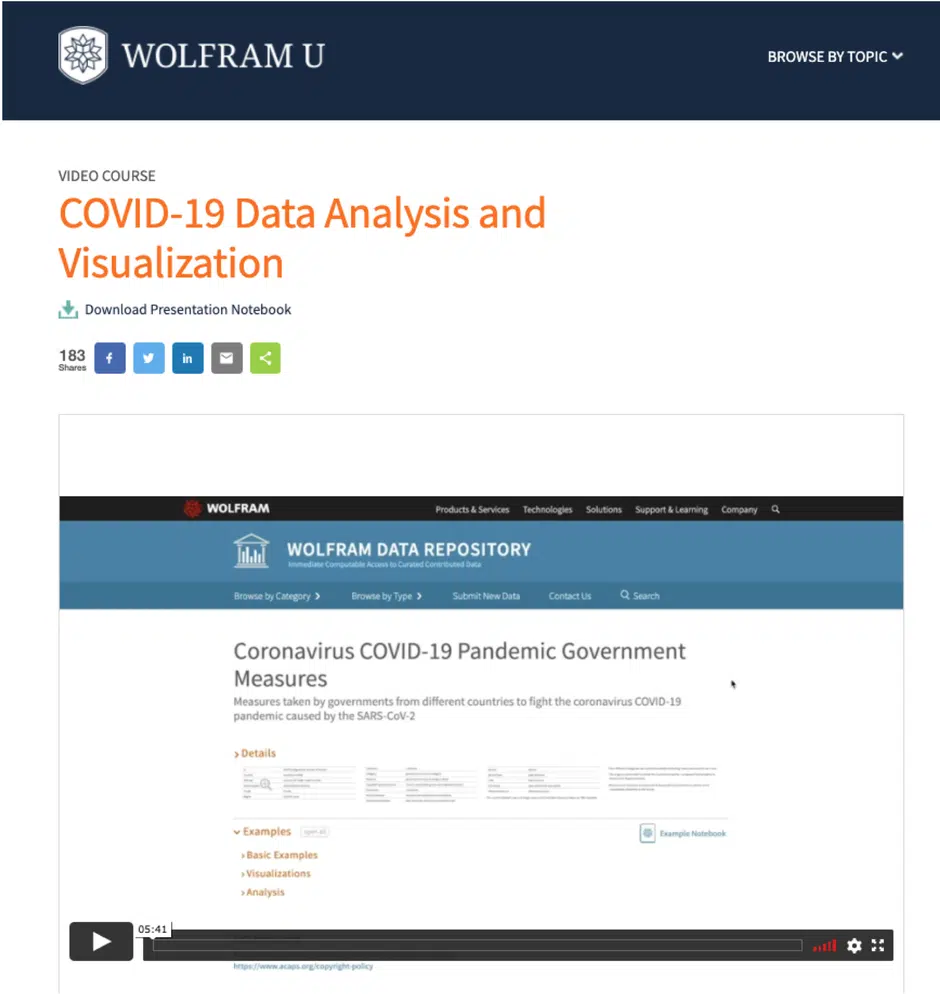 WOLFRAM U
BROWSE BY TOPIC
VIDEO COURSE
COVID-19 Data Analysis and
Visualization
Download Presentation Notebook
183
Shares
f
in
WOLFRAM
Products & Services Technologies Solutions Support & Learning Company
WOLFRAM DATA REPOSITORY
Immediate Computable Access to Curated Contributed Data
Browse by Category Browse by Type Submit New Data Contact Us Search
Coronavirus COVID-19 Pandemic Government
Measures
Measures taken by governments from different countries to fight the coronavirus COVID-19
pandemic caused by the SARS-CoV-2
Details
Examples open all
Example Notebook
Basic Examples
Visualizations
Analysis
05:41
https://www.acaps.org/copyright-policy